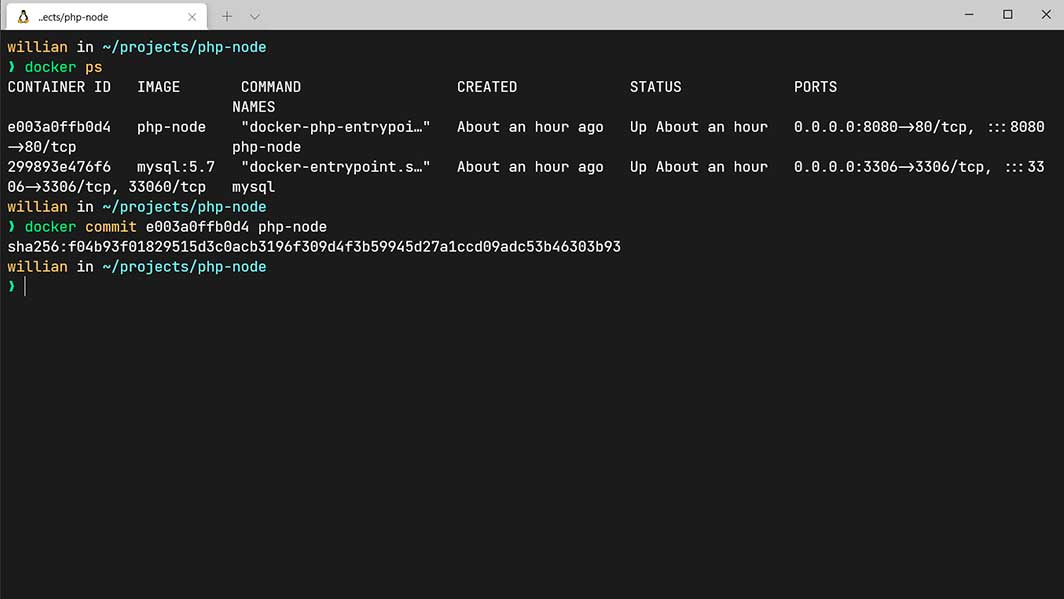 ..ects/php-node
willian in ~/projects/php-node
❯ docker ps
CONTAINER ID   IMAGE       COMMAND                  CREATED             STATUS             PORTS
                           NAMES
e003a0ffb0d4   php-node    "docker-php-entrypoi…"   About an hour ago   Up About an hour   0.0.0.0:8080->80/tcp, :::8080
->80/tcp                   php-node
299893e476f6   mysql:5.7   "docker-entrypoint.s…"   About an hour ago   Up About an hour   0.0.0.0:3306->3306/tcp, :::33
06->3306/tcp, 33060/tcp    mysql
willian in ~/projects/php-node
❯ docker commit e003a0ffb0d4 php-node
sha256:f04b93f01829515d3c0acb3196f309d4f3b59945d27a1ccd09adc53b46303b93
willian in ~/projects/php-node
❯